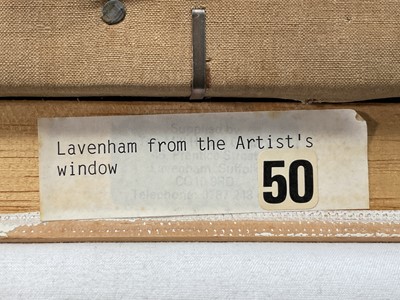 Lavenham from the Artist's
window
50